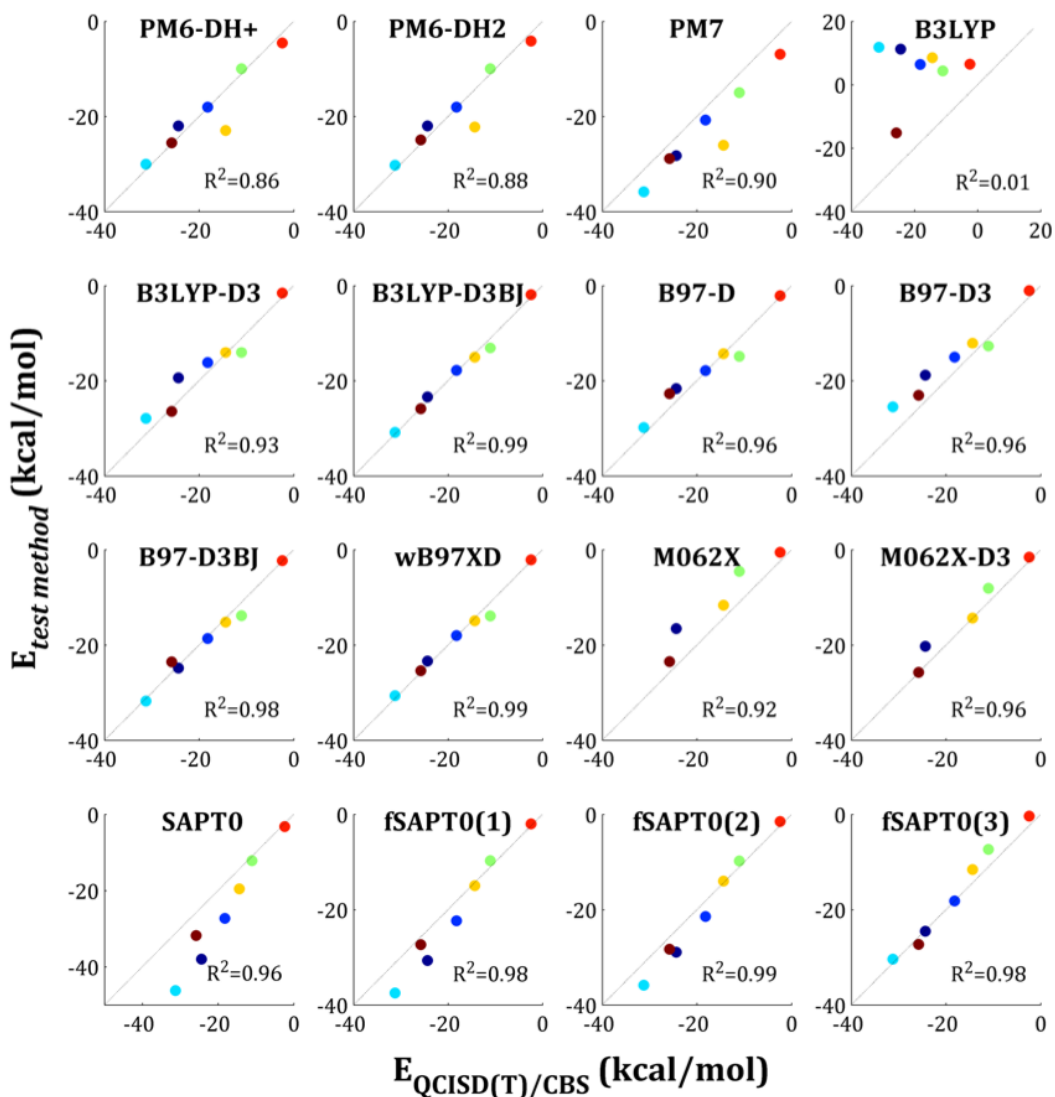 PM6-DH+ PM6-DH2 PM7 B3LYP
0 0 0 20
-20 -20 -20 0
-20
-40 -40 -40 -40
R²=0.86 R²=0.88 R²=0.90 R²=0.01
-40 -20 0 -40 -20 0 -40 -20 0 -40 -20 0 20
B3LYP-D3 B3LYP-D3BJ B97-D B97-D3
0 0 0 0
-20 -20 -20 -20
R²=0.93 R²=0.99 R²=0.96 R²=0.96
-40 -40 -40 -40
-40 -20 0 -40 -20 0 -40 -20 0 -40 -20 0
E_test method (kcal/mol)
B97-D3BJ wB97XD M062X M062X-D3
0 0 0 0
-20 -20 -20 -20
R²=0.98 R²=0.99 R²=0.92 R²=0.96
-40 -40 -40 -40
-40 -20 0 -40 -20 0 -40 -20 0 -40 -20 0
SAPT0 fSAPT0(1) fSAPT0(2) fSAPT0(3)
0 0 0 0
-20 -20 -20 -20
-40
R²=0.96 R²=0.98 R²=0.99 R²=0.98
-40 -40 -40
-40 -20 0 -40 -20 0 -40 -20 0 -40 -20 0
E_QCISD(T)/CBS (kcal/mol)